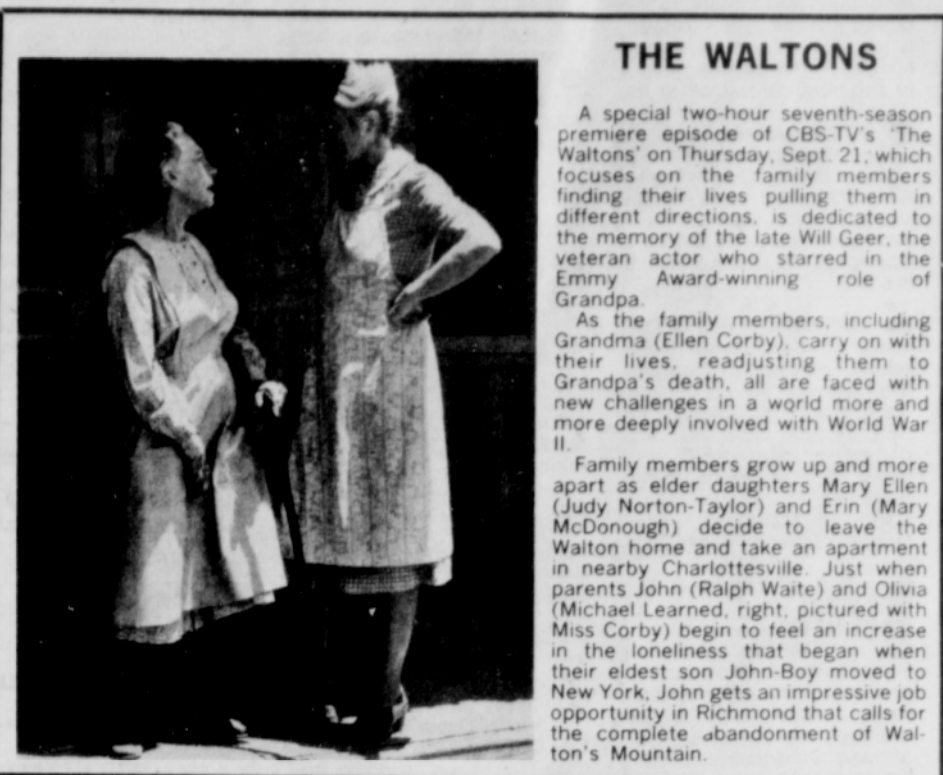 THE WALTONS
A special two-hour seventh-season
premiere episode of CBS-TV's 'The
Waltons' on Thursday, Sept. 21, which
focuses on the family members
finding their lives pulling them in
different directions, is dedicated to
the memory of the late Will Geer, the
veteran actor who starred in the
Emmy Award-winning role of
Grandpa.
As the family members, including
Grandma (Ellen Corby), carry on with
their lives, readjusting them to
Grandpa's death, all are faced with
new challenges in a world more and
more deeply involved with World War
II.
Family members grow up and more
apart as elder daughters Mary Ellen
(Judy Norton-Taylor) and Erin (Mary
McDonough) decide to leave the
Walton home and take an apartment
in nearby Charlottesville. Just when
parents John (Ralph Waite) and Olivia
(Michael Learned, right, pictured with
Miss Corby) begin to feel an increase
in the loneliness that began when
their eldest son John-Boy moved to
New York, John gets an impressive job
opportunity in Richmond that calls for
the complete abandonment of Wal-
ton's Mountain.